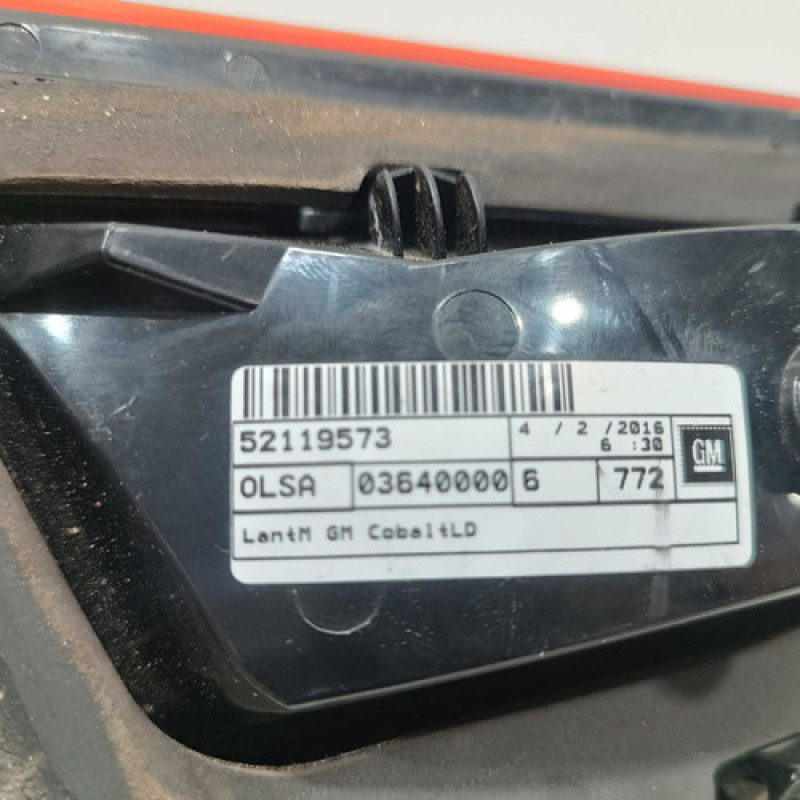 52119573
4 / 2 /2016
6 :30
GM
OLSA 03640000 6 772
LantM GM CobaltLD